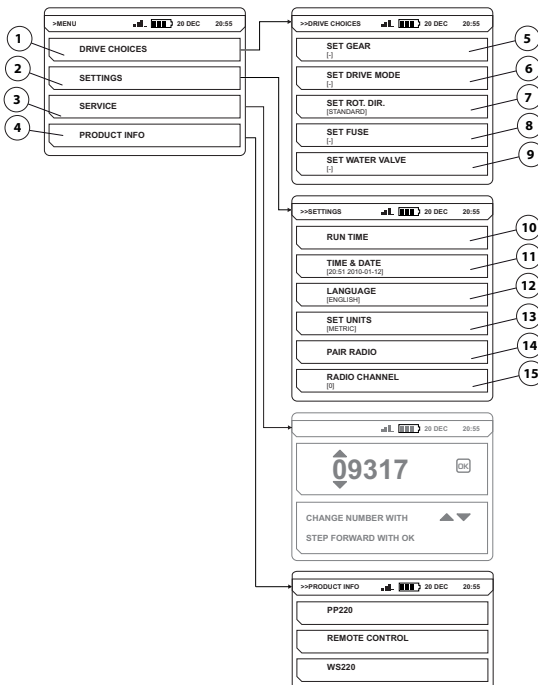 >MENU 20 DEC 20:55
1 DRIVE CHOICES
2 SETTINGS
3 SERVICE
4 PRODUCT INFO
>>DRIVE CHOICES 20 DEC 20:55
SET GEAR 5
[-]
SET DRIVE MODE 6
[-]
SET ROT. DIR. 7
[STANDARD]
SET FUSE 8
[-]
SET WATER VALVE 9
[-]
>>SETTINGS 20 DEC 20:55
RUN TIME 10
TIME & DATE 11
[20:51 2010-01-12]
LANGUAGE 12
[ENGLISH]
SET UNITS 13
[METRIC]
PAIR RADIO 14
RADIO CHANNEL 15
[0]
20 DEC 20:55
09317 OK
CHANGE NUMBER WITH
STEP FORWARD WITH OK
>>PRODUCT INFO 20 DEC 20:55
PP220
REMOTE CONTROL
WS220